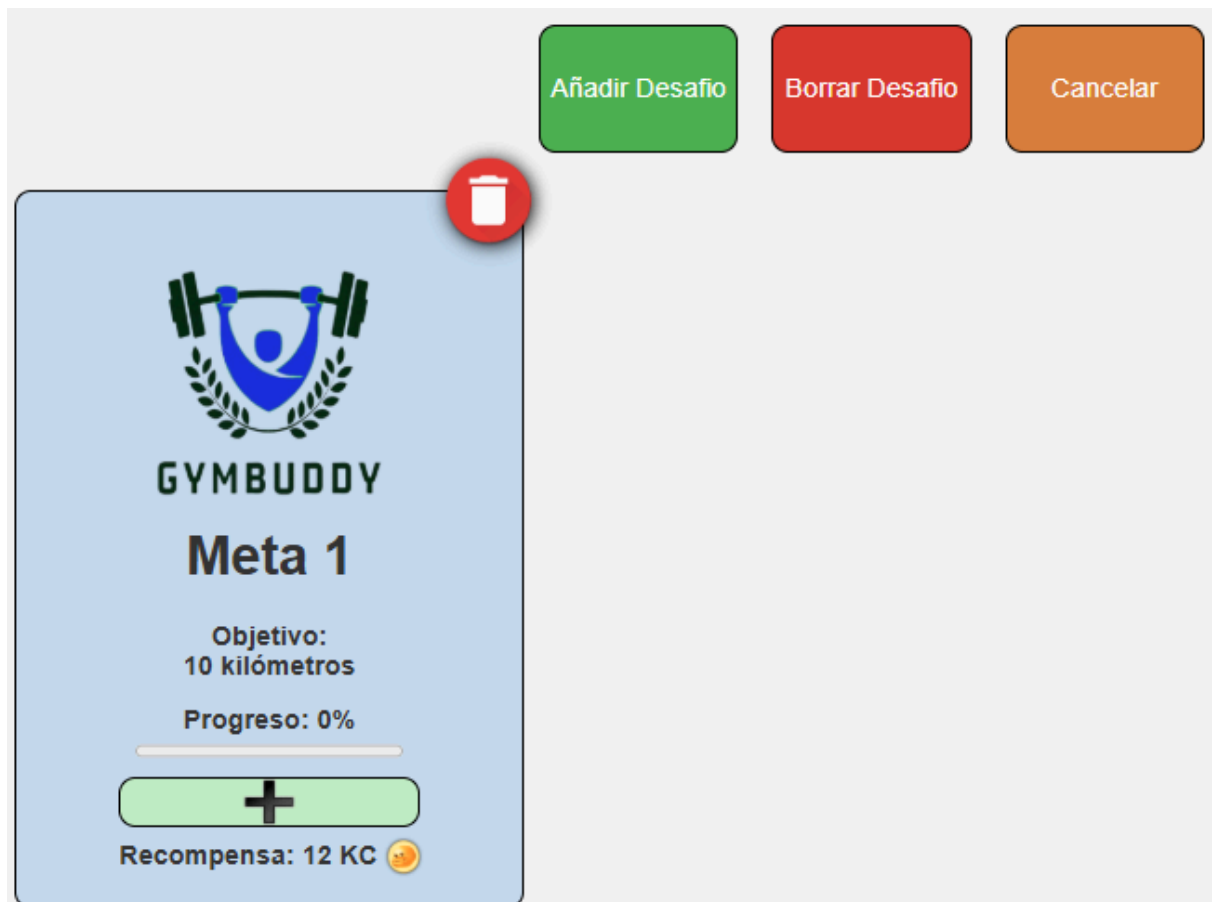 Añadir Desafio
Borrar Desafio
Cancelar
GYMBUDDY
Meta 1
Objetivo:
10 kilómetros
Progreso: 0%
Recompensa: 12 KC